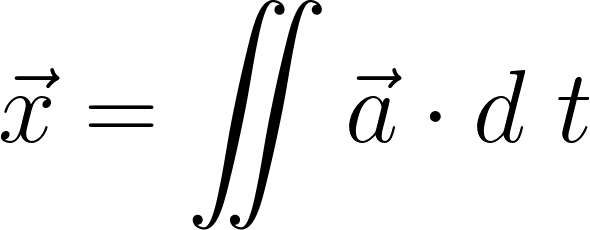 x⃗ = ∬ a⃗ · d t